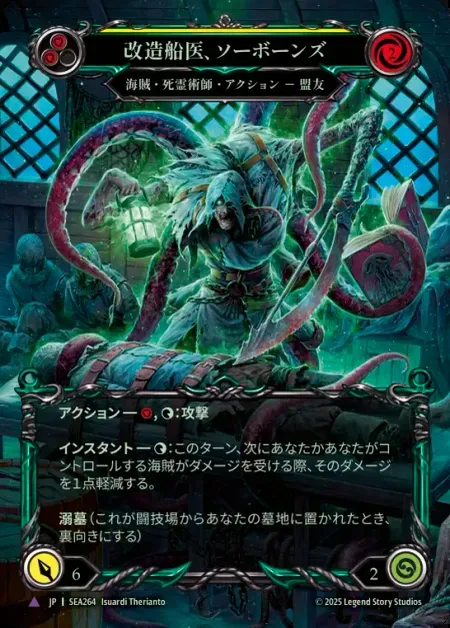 改造船医、ソーボーンズ
海賊・死霊術師・アクション ー 盟友
アクション ー , :攻撃
インスタント ー :このターン、次にあなたかあなたがコ
ントロールする海賊がダメージを受ける際、そのダメージ
を1点軽減する。
溺墓(これが闘技場からあなたの墓地に置かれたとき、
裏向きにする)
6
2
JP | SEA264 Isuardi Therianto
© 2025 Legend Story Studios